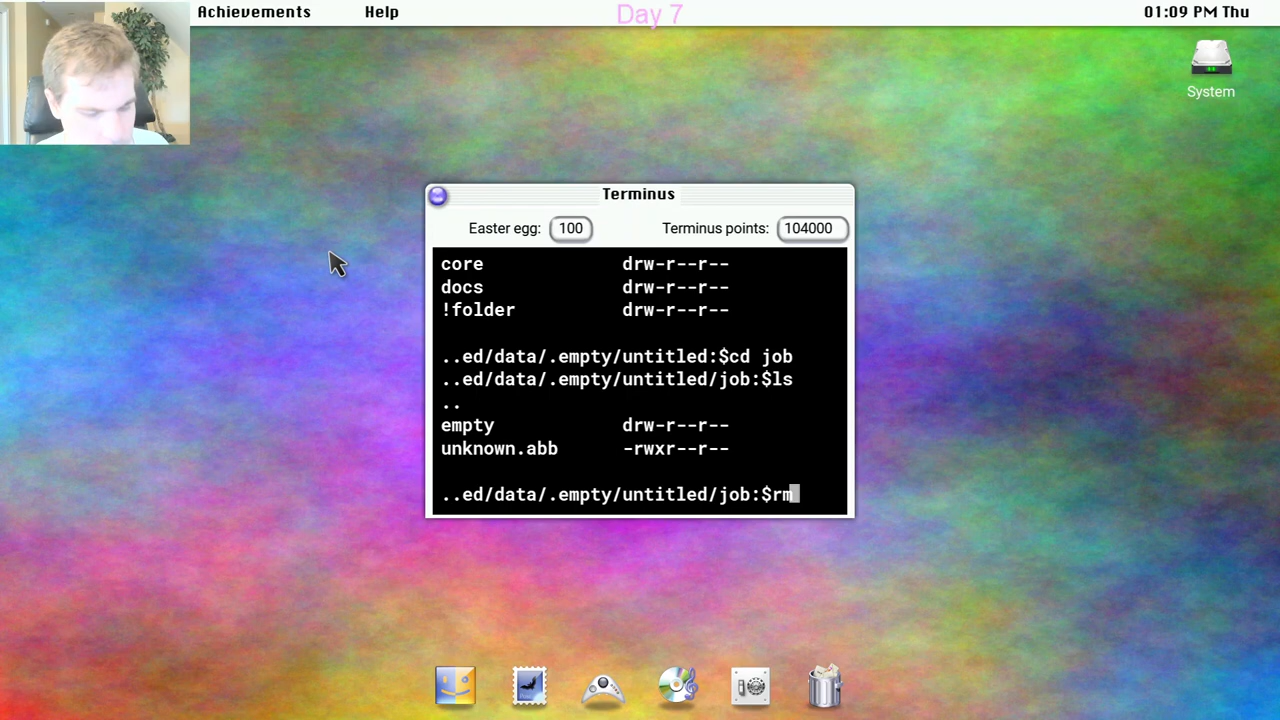 Achievements Help Day 7 01:09 PM Thu
System
Terminus
Easter egg: 100 Terminus points: 104000
core drw-r--r--
docs drw-r--r--
!folder drw-r--r--
..ed/data/.empty/untitled:$cd job
..ed/data/.empty/untitled/job:$ls
..
empty drw-r--r--
unknown.abb -rwxr--r--
..ed/data/.empty/untitled/job:$rm